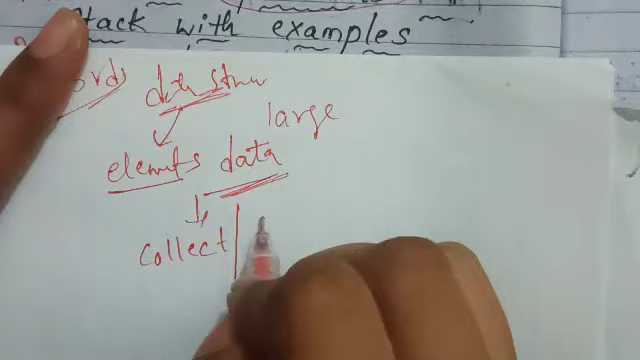 stack with examples
data stru
large
elemts data
collect